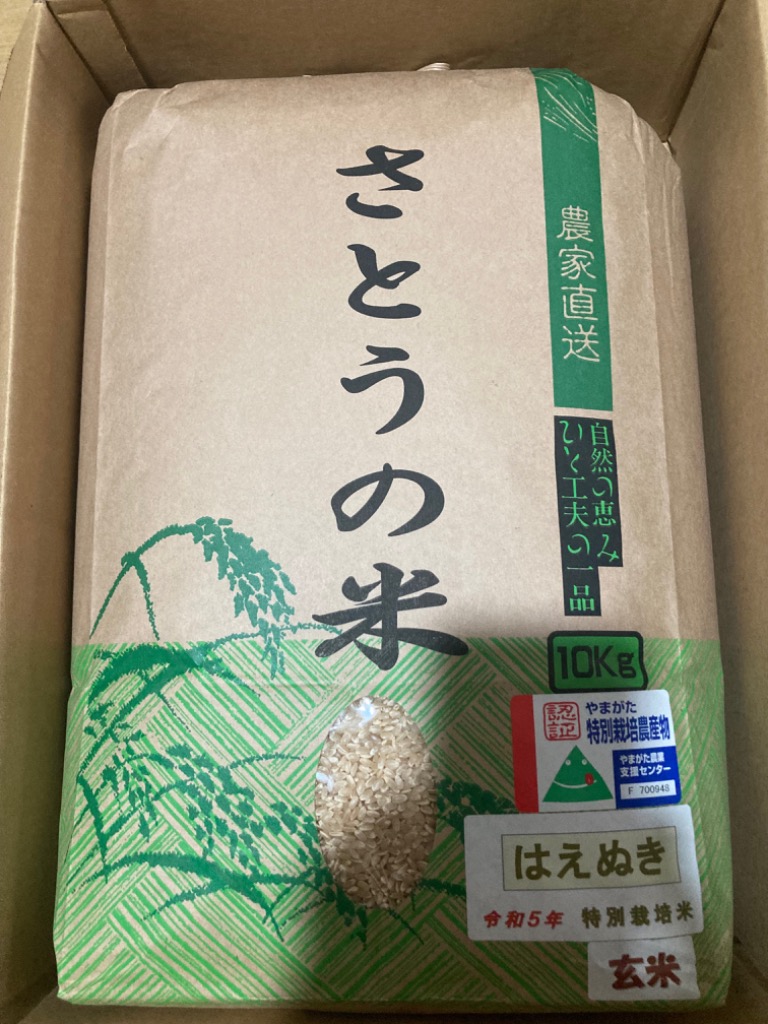 さとうの米
農家直送
自然の恵み
ひと工夫の一品
10Kg
認証
やまがた
特別栽培農産物
やまがた農業
支援センター
F 700948
はえぬき
令和5年 特別栽培米
玄米